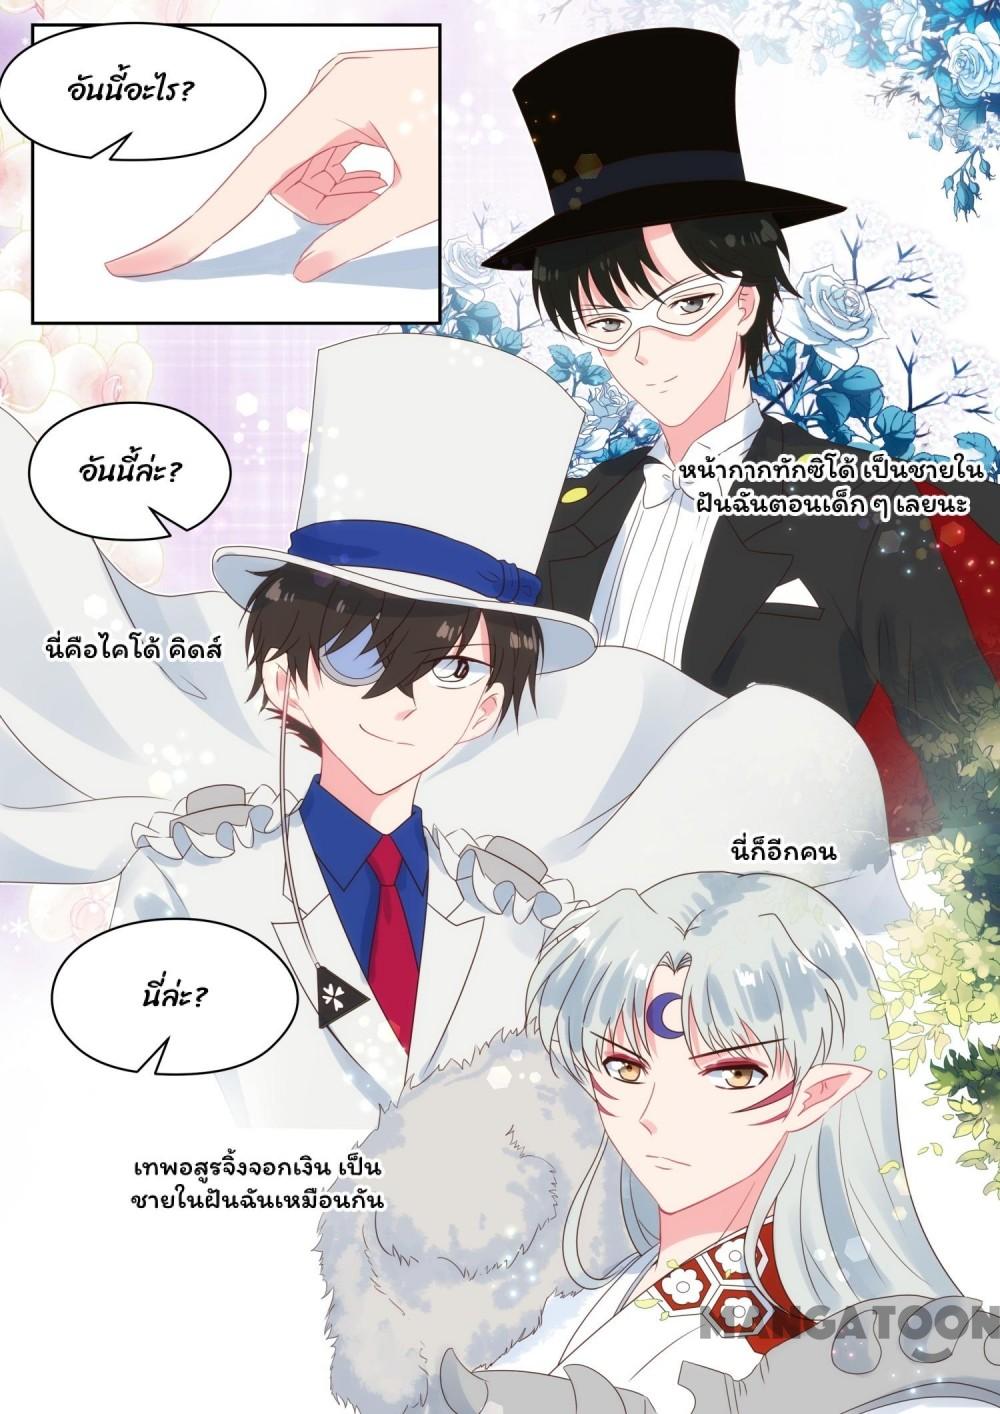 อันนี้อะไร?
หน้ากากทักซิโด้ เป็นชายใน
ฝันฉันตอนเด็ก ๆ เลยนะ
อันนี้ล่ะ?
นี่คือไคโด้ คิดส์
นี่ก็อีกคน
นี่ล่ะ?
เทพอสูรจิ้งจอกเงิน เป็น
ชายในฝันฉันเหมือนกัน
MANGATOON